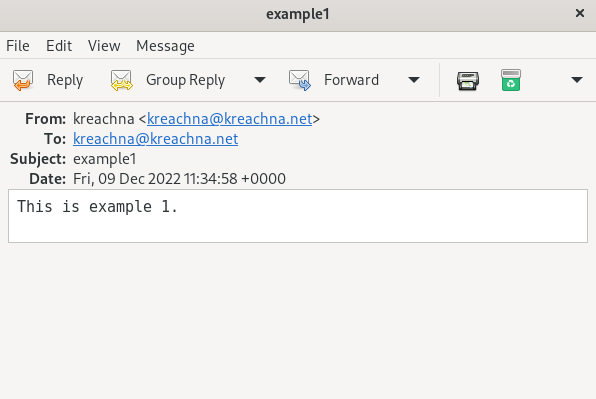 example1
File Edit View Message
Reply Group Reply Forward
From: kreachna <kreachna@kreachna.net>
To: kreachna@kreachna.net
Subject: example1
Date: Fri, 09 Dec 2022 11:34:58 +0000
This is example 1.